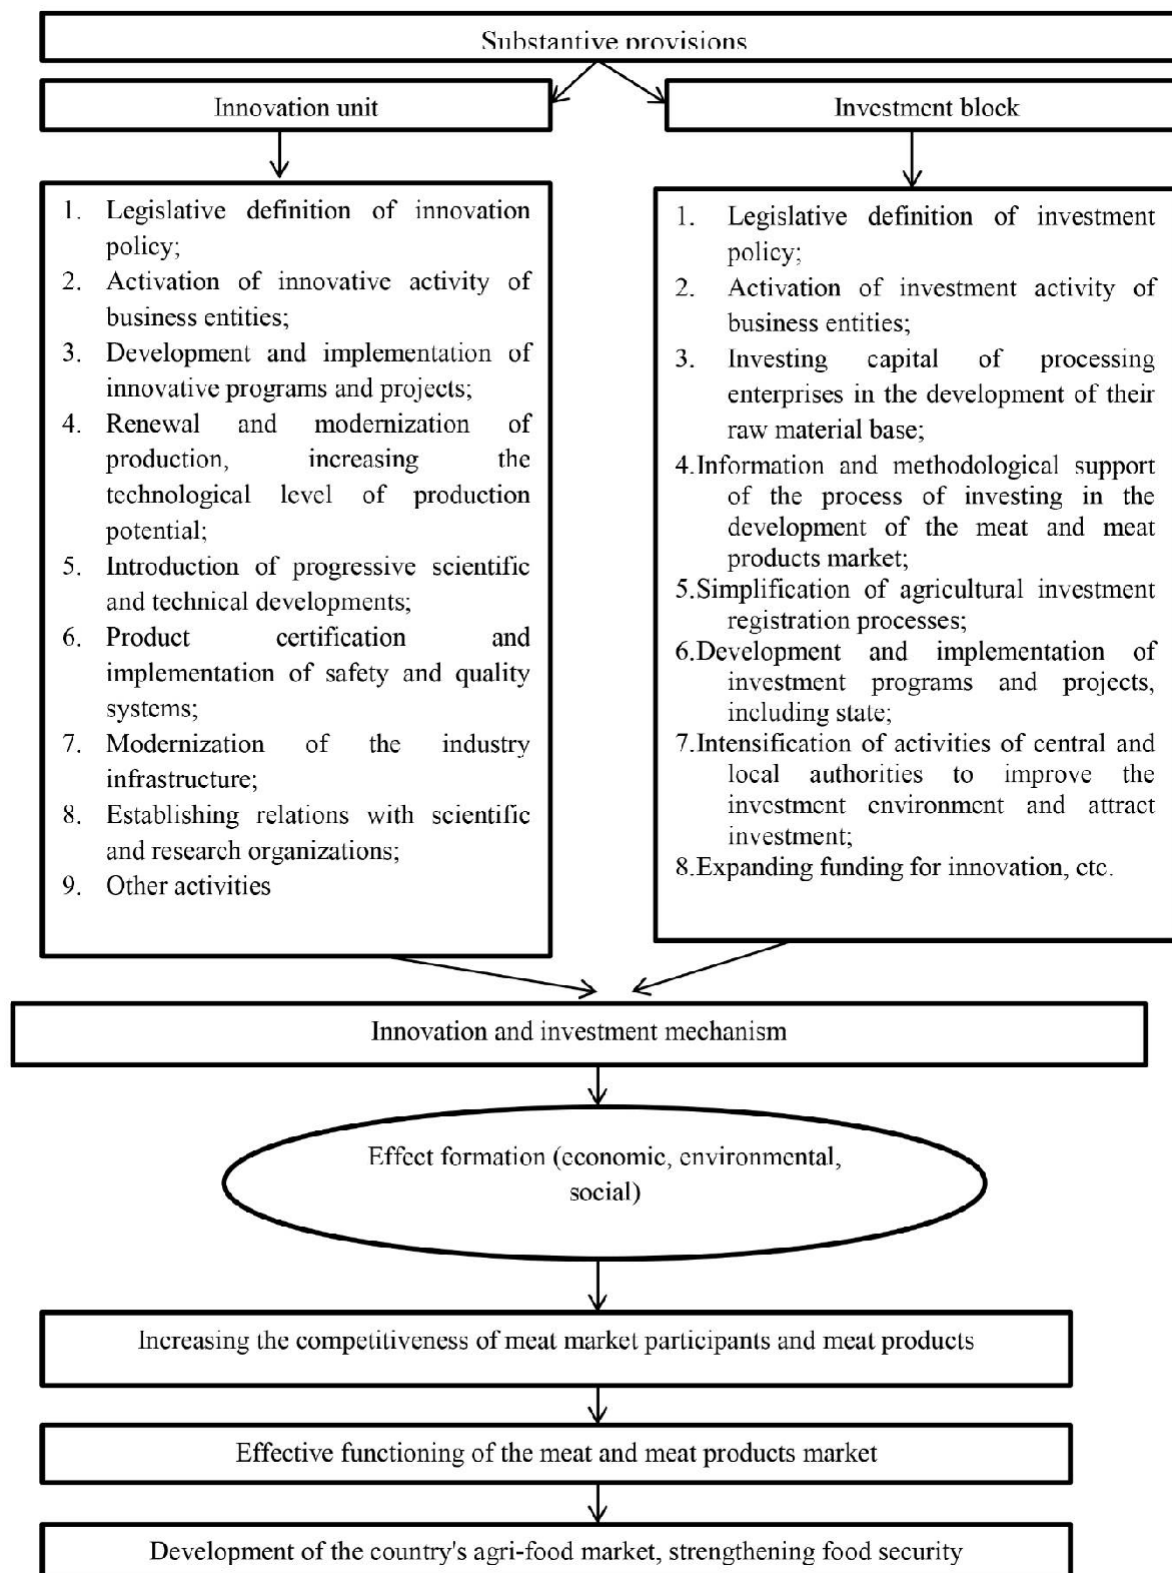 Substantive provisions
Innovation unit
Investment block
1. Legislative definition of innovation
policy;
2. Activation of innovative activity of
business entities;
3. Development and implementation of
innovative programs and projects;
4. Renewal and modernization of
production, increasing the
technological level of production
potential;
5. Introduction of progressive scientific
and technical developments;
6. Product certification and
implementation of safety and quality
systems;
7. Modernization of the industry
infrastructure;
8. Establishing relations with scientific
and research organizations;
9. Other activities
1. Legislative definition of investment
policy;
2. Activation of investment activity of
business entities;
3. Investing capital of processing
enterprises in the development of their
raw material base;
4.Information and methodological support
of the process of investing in the
development of the meat and meat
products market;
5.Simplification of agricultural investment
registration processes;
6.Development and implementation of
investment programs and projects,
including state;
7.Intensification of activities of central and
local authorities to improve the
investment environment and attract
investment;
8.Expanding funding for innovation, etc.
Innovation and investment mechanism
Effect formation (economic, environmental,
social)
Increasing the competitiveness of meat market participants and meat products
Effective functioning of the meat and meat products market
Development of the country's agri-food market, strengthening food security